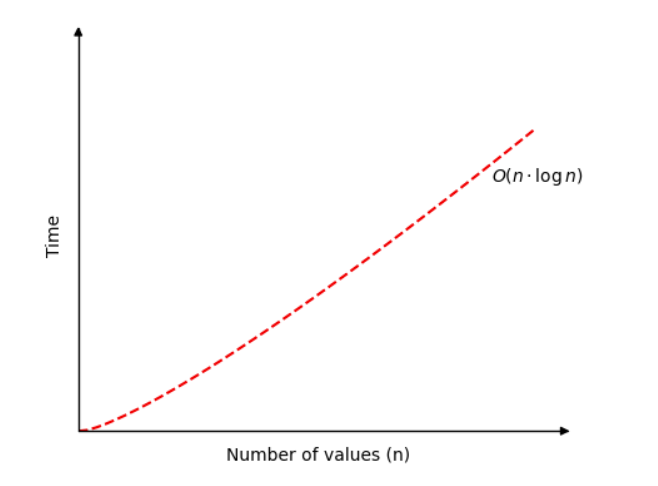 Time
O(n · log n)
Number of values (n)